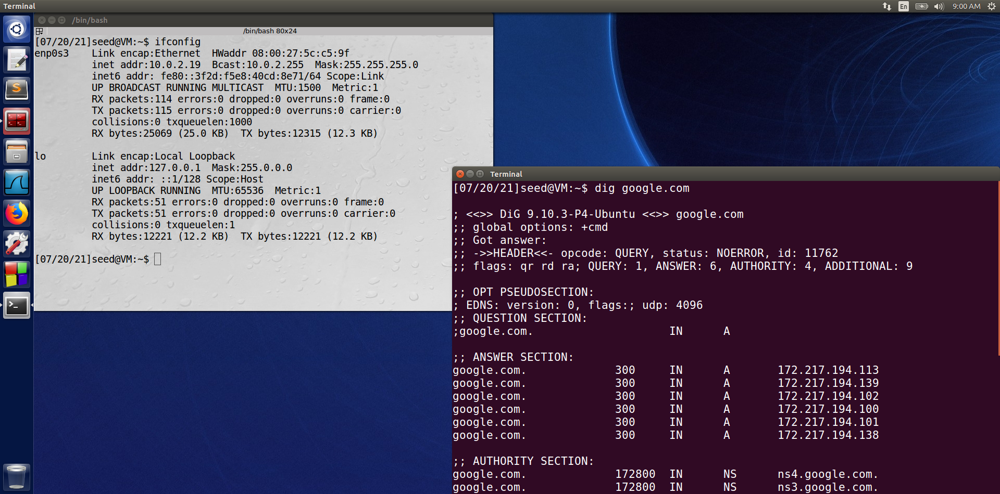 Terminal
En
9:00 AM
/bin/bash
/bin/bash 80x24
[07/20/21]seed@VM:~$ ifconfig
enp0s3    Link encap:Ethernet  HWaddr 08:00:27:5c:c5:9f
          inet addr:10.0.2.19  Bcast:10.0.2.255  Mask:255.255.255.0
          inet6 addr: fe80::3f2d:f5e8:40cd:8e71/64 Scope:Link
          UP BROADCAST RUNNING MULTICAST  MTU:1500  Metric:1
          RX packets:114 errors:0 dropped:0 overruns:0 frame:0
          TX packets:115 errors:0 dropped:0 overruns:0 carrier:0
          collisions:0 txqueuelen:1000
          RX bytes:25069 (25.0 KB)  TX bytes:12315 (12.3 KB)
lo        Link encap:Local Loopback
          inet addr:127.0.0.1  Mask:255.0.0.0
          inet6 addr: ::1/128 Scope:Host
          UP LOOPBACK RUNNING  MTU:65536  Metric:1
          RX packets:51 errors:0 dropped:0 overruns:0 frame:0
          TX packets:51 errors:0 dropped:0 overruns:0 carrier:0
          collisions:0 txqueuelen:1
          RX bytes:12221 (12.2 KB)  TX bytes:12221 (12.2 KB)
[07/20/21]seed@VM:~$
Terminal
[07/20/21]seed@VM:~$ dig google.com
; <<>> DiG 9.10.3-P4-Ubuntu <<>> google.com
;; global options: +cmd
;; Got answer:
;; ->>HEADER<<- opcode: QUERY, status: NOERROR, id: 11762
;; flags: qr rd ra; QUERY: 1, ANSWER: 6, AUTHORITY: 4, ADDITIONAL: 9
;; OPT PSEUDOSECTION:
; EDNS: version: 0, flags:; udp: 4096
;; QUESTION SECTION:
;google.com.                    IN      A
;; ANSWER SECTION:
google.com.             300     IN      A       172.217.194.113
google.com.             300     IN      A       172.217.194.139
google.com.             300     IN      A       172.217.194.102
google.com.             300     IN      A       172.217.194.100
google.com.             300     IN      A       172.217.194.101
google.com.             300     IN      A       172.217.194.138
;; AUTHORITY SECTION:
google.com.             172800  IN      NS      ns4.google.com.
google.com.             172800  IN      NS      ns3.google.com.